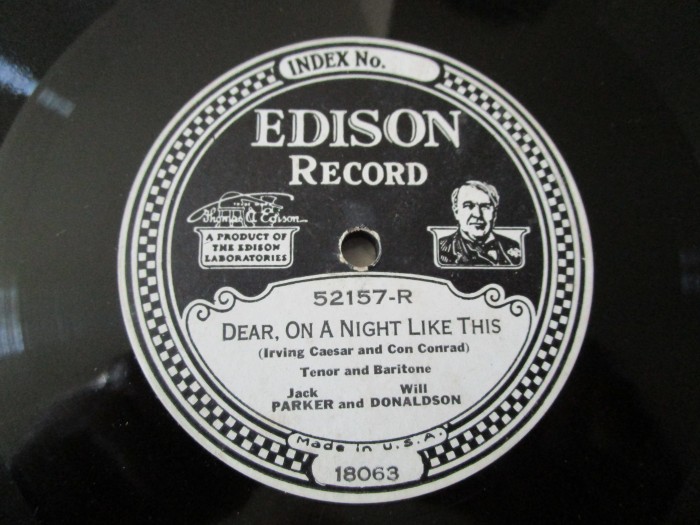 INDEX No.
EDISON
RECORD
Thomas A Edison
A PRODUCT OF
THE EDISON
LABORATORIES
52157-R
DEAR, ON A NIGHT LIKE THIS
(Irving Caesar and Con Conrad)
Tenor and Baritone
Jack Will
PARKER and DONALDSON
Made in U.S.A.
18063